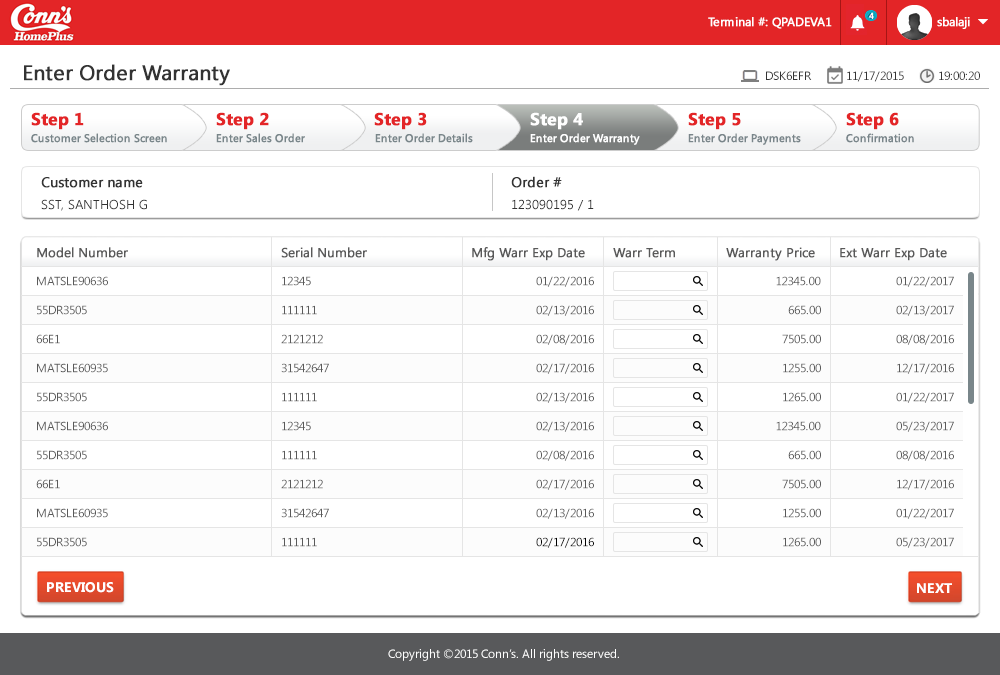 Conn's
HomePlus
Terminal #: QPADEVA1
4
sbalaji
Enter Order Warranty
DSK6EFR 11/17/2015 19:00:20
Step 1 Step 2 Step 3 Step 4 Step 5 Step 6
Customer Selection Screen Enter Sales Order Enter Order Details Enter Order Warranty Enter Order Payments Confirmation
Customer name Order #
SST, SANTHOSH G 123090195 / 1
Model Number Serial Number Mfg Warr Exp Date Warr Term Warranty Price Ext Warr Exp Date
MATSLE90636 12345 01/22/2016 12345.00 01/22/2017
55DR3505 111111 02/13/2016 665.00 02/13/2017
66E1 2121212 02/08/2016 7505.00 08/08/2016
MATSLE60935 31542647 02/17/2016 1255.00 12/17/2016
55DR3505 111111 02/13/2016 1265.00 01/22/2017
MATSLE90636 12345 02/13/2016 12345.00 05/23/2017
55DR3505 111111 02/08/2016 665.00 08/08/2016
66E1 2121212 02/17/2016 7505.00 12/17/2016
MATSLE60935 31542647 02/13/2016 1255.00 01/22/2017
55DR3505 111111 02/17/2016 1265.00 05/23/2017
PREVIOUS NEXT
Copyright ©2015 Conn's. All rights reserved.